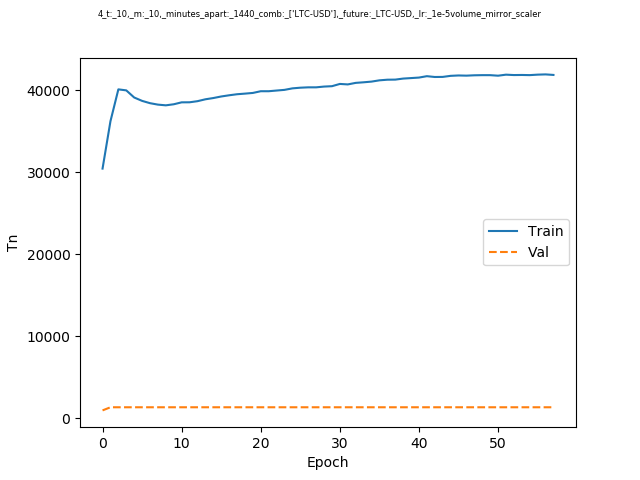 4_t:_10,_m:_10,_minutes_apart:_1440_comb:_['LTC-USD'],_future:_LTC-USD,_lr:_1e-5volume_mirror_scaler
40000
30000
20000
10000
0
Tn
Train
Val
0 10 20 30 40 50
Epoch